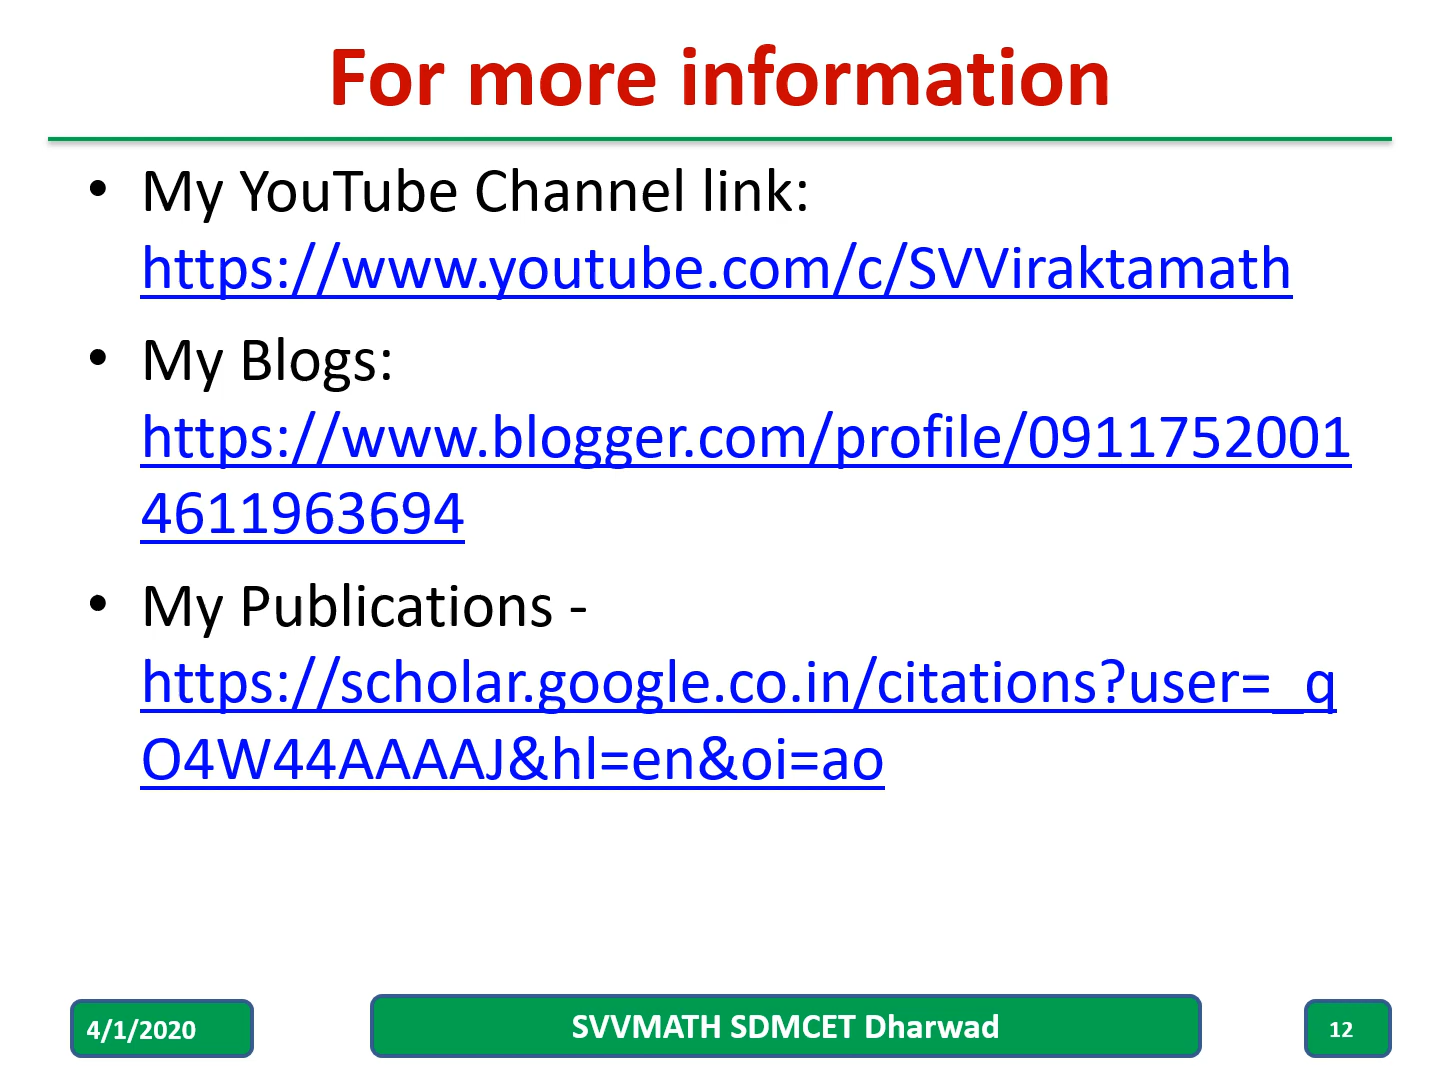 For more information
• My YouTube Channel link:
https://www.youtube.com/c/SVViraktamath
• My Blogs:
https://www.blogger.com/profile/0911752001
4611963694
• My Publications -
https://scholar.google.co.in/citations?user=_q
O4W44AAAAJ&hl=en&oi=ao
4/1/2020
SVVMATH SDMCET Dharwad
12